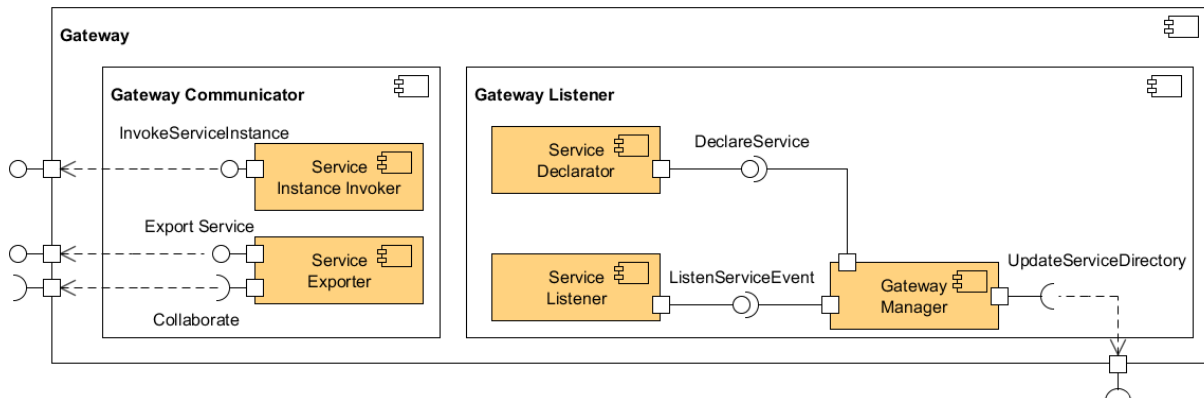 Gateway
Gateway Communicator
InvokeServiceInstance
Service
Instance Invoker
Export Service
Service
Exporter
Collaborate
Gateway Listener
Service
Declarator
DeclareService
Service
Listener
ListenServiceEvent
Gateway
Manager
UpdateServiceDirectory